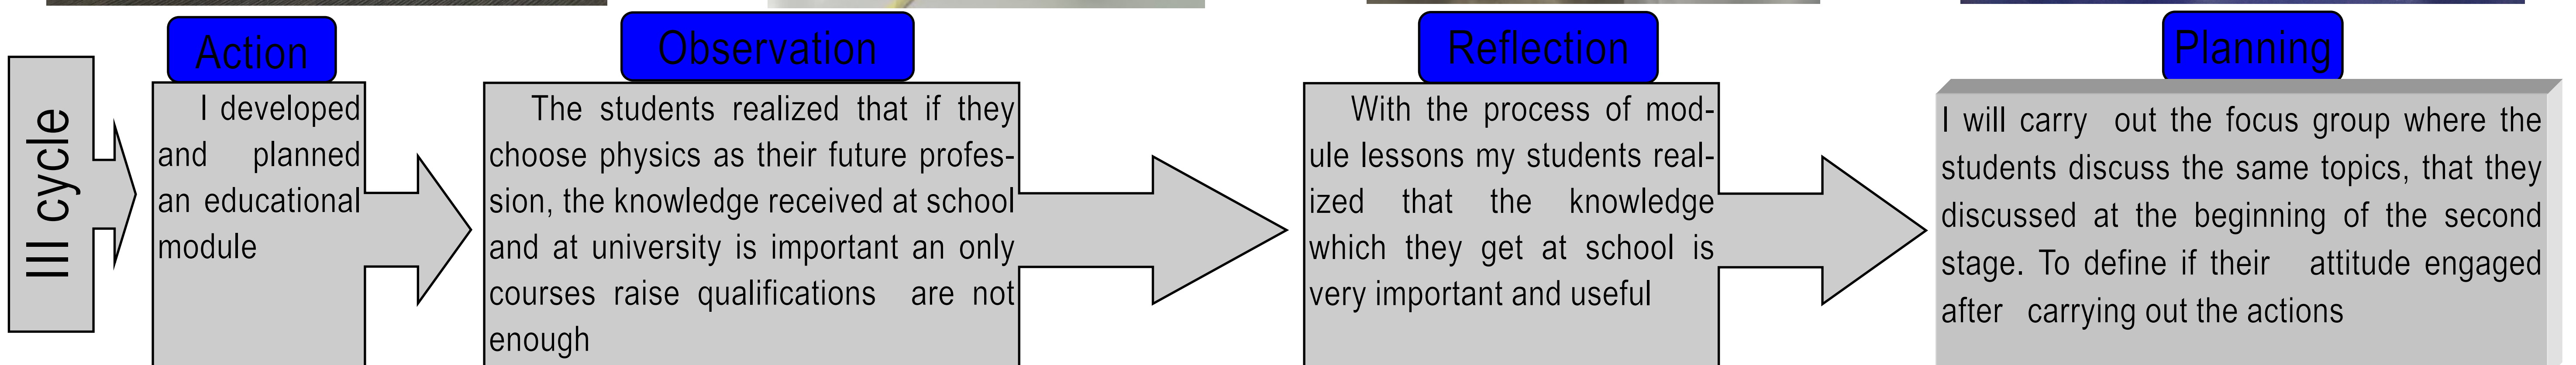 III cycle
Action
I developed
and planned
an educational
module
Observation
The students realized that if they
choose physics as their future profes-
sion, the knowledge received at school
and at university is important an only
courses raise qualifications are not
enough
Reflection
With the process of mod-
ule lessons my students real-
ized that the knowledge
which they get at school is
very important and useful
Planning
I will carry out the focus group where the
students discuss the same topics, that they
discussed at the beginning of the second
stage. To define if their attitude engaged
after carrying out the actions